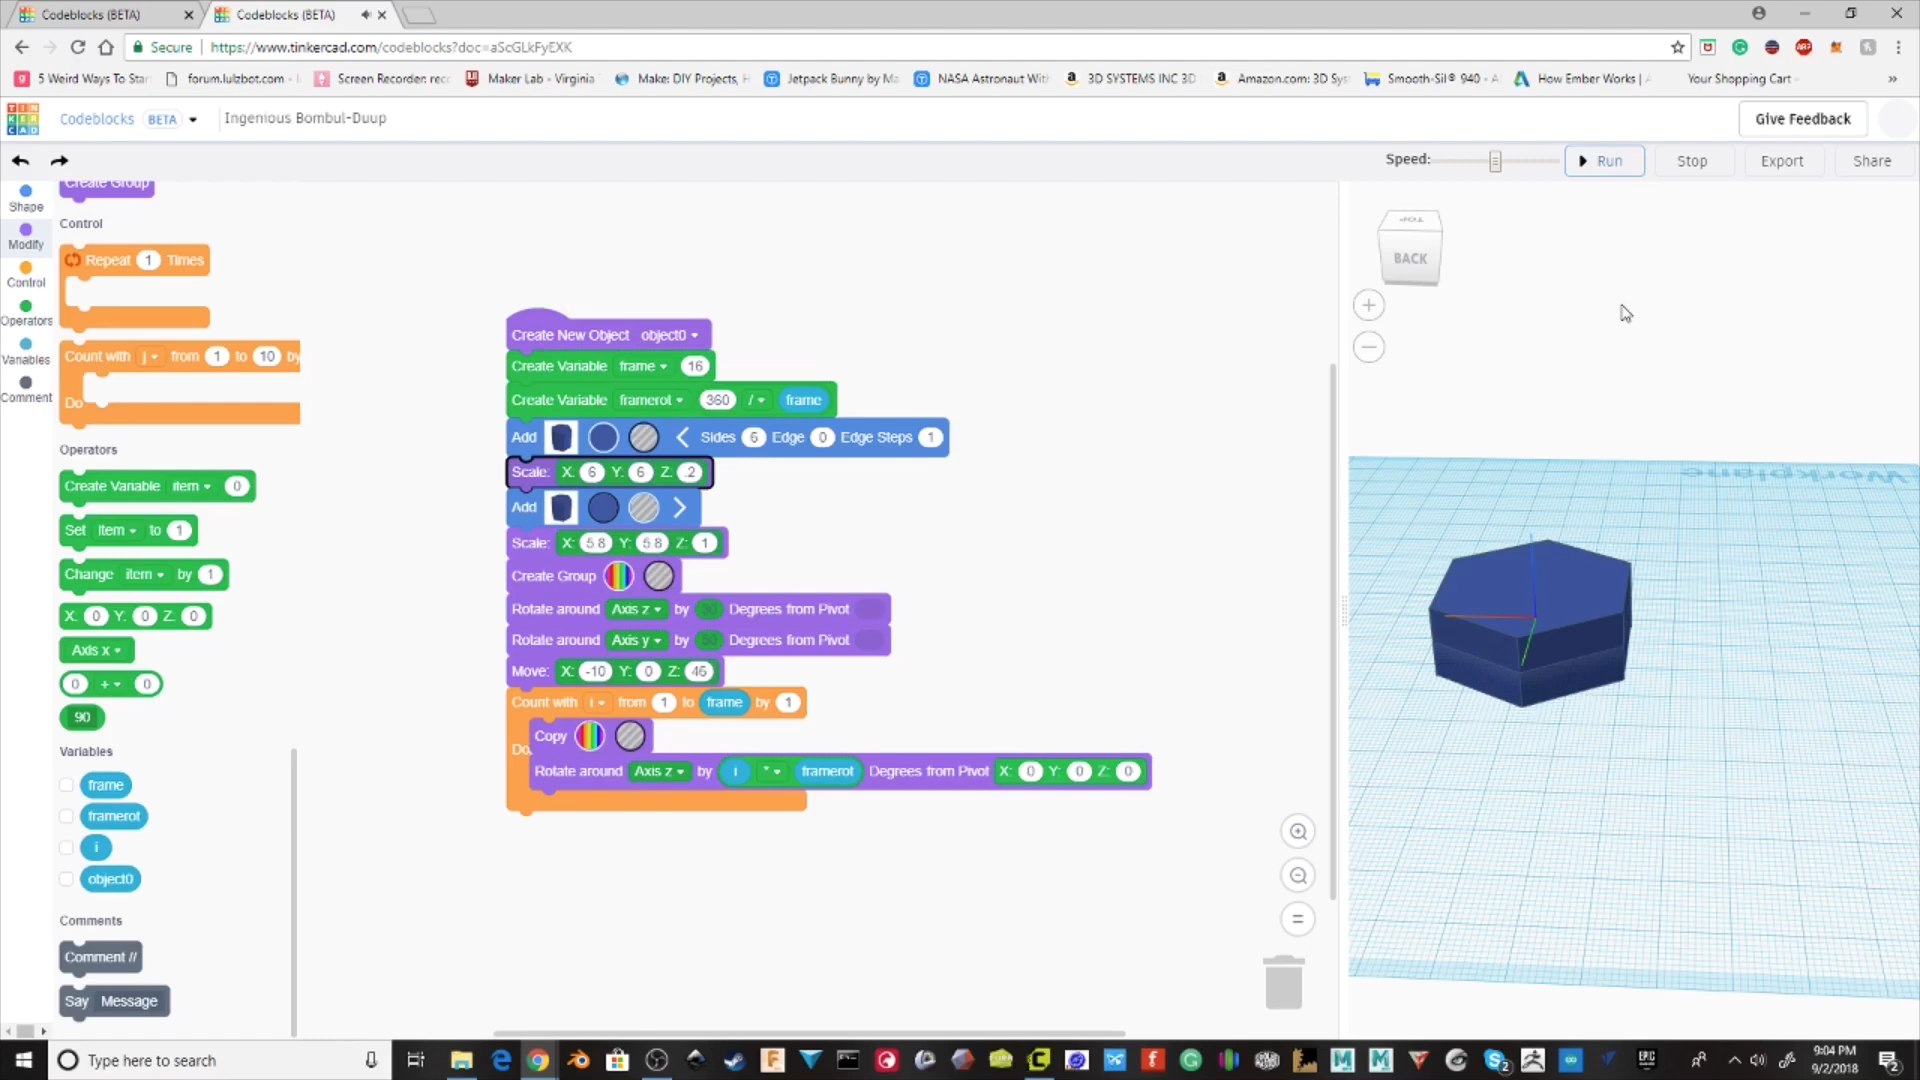 Codeblocks (BETA)
Codeblocks (BETA)
Secure | https://www.tinkercad.com/codeblocks?doc=aScGLkFyEXK
5 Weird Ways To Star
forum.lulzbot.com -
Screen Recorder: rec
Maker Lab - Virginia
Make: DIY Projects, H
Jetpack Bunny by Ma
NASA Astronaut With
3D SYSTEMS INC 3D
Amazon.com: 3D Sys
Smooth-Sil® 940 - A
How Ember Works |
Your Shopping Cart -
TIN
KER
CAD
Codeblocks BETA
Ingenious Bombul-Duup
Give Feedback
Speed:
Run
Stop
Export
Share
Shape
Modify
Control
Operators
Variables
Comment
Create Group
Control
Repeat 1 Times
Count with j from 1 to 10 by
Do
Operators
Create Variable item 0
Set item to 1
Change item by 1
X: 0 Y: 0 Z: 0
Axis x
0 + 0
90
Variables
frame
framerot
i
object0
Comments
Comment //
Say Message
Create New Object object0
Create Variable frame 16
Create Variable framerot 360 / frame
Add Sides 6 Edge 0 Edge Steps 1
Scale: X: 6 Y: 6 Z: .2
Add
Scale: X: 5.8 Y: 5.8 Z: 1
Create Group
Rotate around Axis z by Degrees from Pivot
Rotate around Axis y by Degrees from Pivot
Move: X: -10 Y: 0 Z: 46
Count with i from 1 to frame by 1
Copy
Do
Rotate around Axis z by i * framerot Degrees from Pivot X: 0 Y: 0 Z: 0
TOP
BACK
Workplane
Type here to search
9:04 PM
9/2/2018